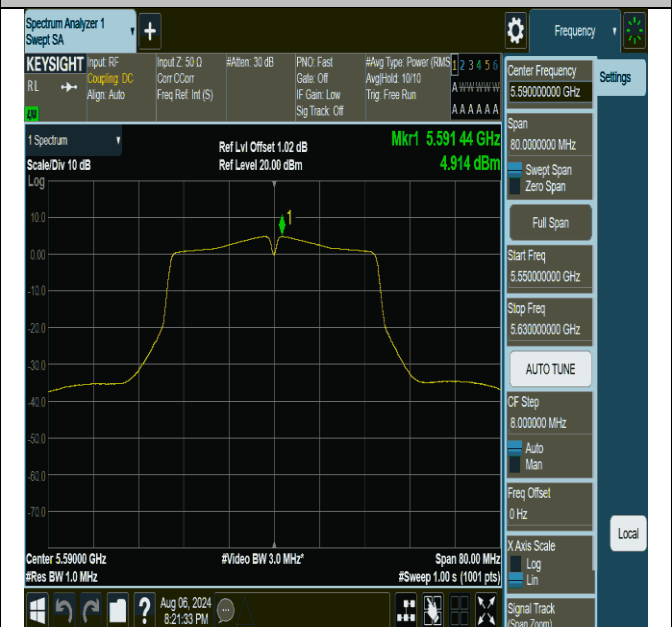 Spectrum Analyzer 1
Swept SA
+
Frequency
KEYSIGHT
RL
Input: RF
Coupling: DC
Align: Auto
Input Z: 50 Ω
Corr CCorr
Freq Ref: Int (S)
#Atten: 30 dB
PNO: Fast
Gate: Off
IF Gain: Low
Sig Track: Off
#Avg Type: Power (RMS
Avg|Hold: 10/10
Trig: Free Run
1 2 3 4 5 6
A W W W W W
A A A A A A
1 Spectrum
Scale/Div 10 dB
Log
Ref Lvl Offset 1.02 dB
Ref Level 20.00 dBm
Mkr1 5.591 44 GHz
4.914 dBm
1
10.0
0.00
-10.0
-20.0
-30.0
-40.0
-50.0
-60.0
-70.0
Center 5.59000 GHz
#Res BW 1.0 MHz
#Video BW 3.0 MHz*
Span 80.00 MHz
#Sweep 1.00 s (1001 pts)
Center Frequency
5.590000000 GHz
Settings
Span
80.0000000 MHz
Swept Span
Zero Span
Full Span
Start Freq
5.550000000 GHz
Stop Freq
5.630000000 GHz
AUTO TUNE
CF Step
8.000000 MHz
Auto
Man
Freq Offset
0 Hz
X Axis Scale
Log
Lin
Local
Signal Track
(Span Zoom)
?
Aug 06, 2024
8:21:33 PM